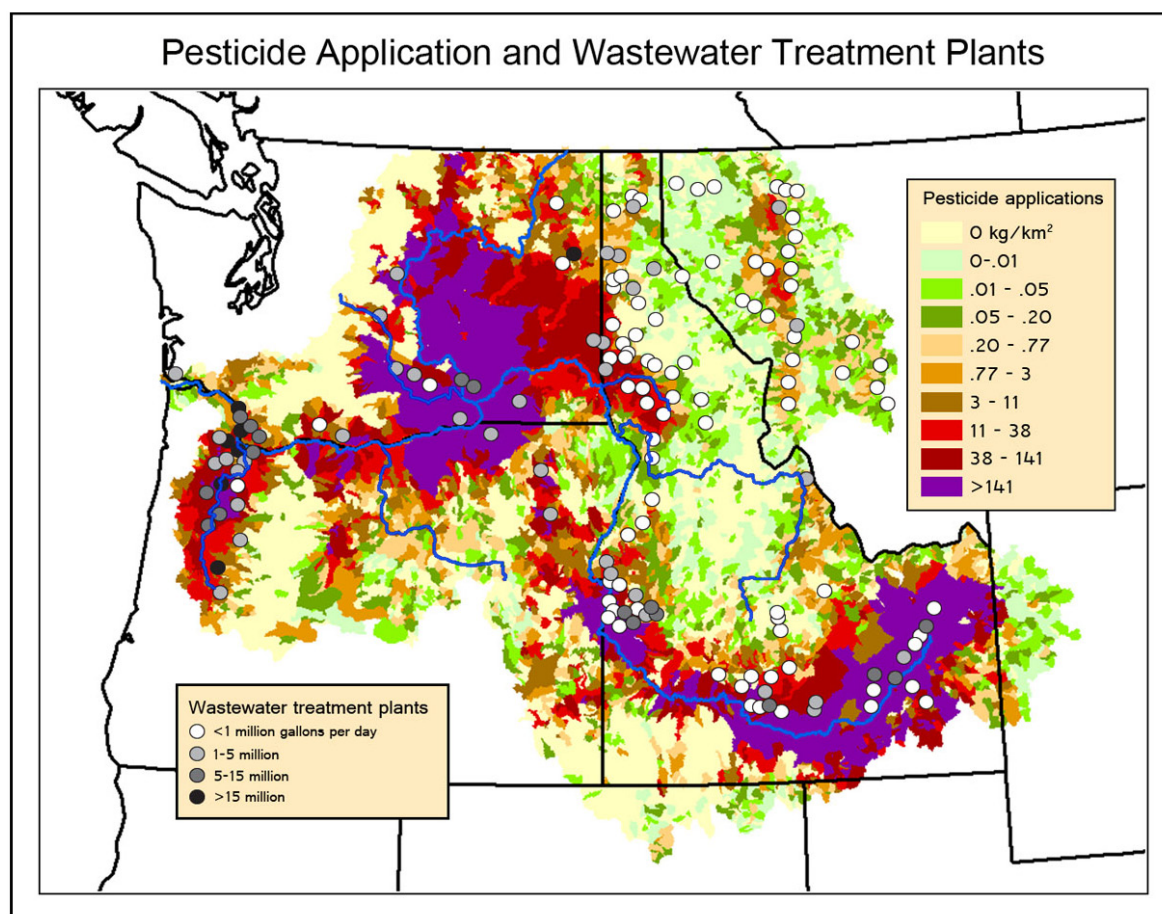 Pesticide Application and Wastewater Treatment Plants
Pesticide applications
0 kg/km²
0-.01
.01 - .05
.05 - .20
.20 - .77
.77 - 3
3 - 11
11 - 38
38 - 141
>141
Wastewater treatment plants
<1 million gallons per day
1-5 million
5-15 million
>15 million